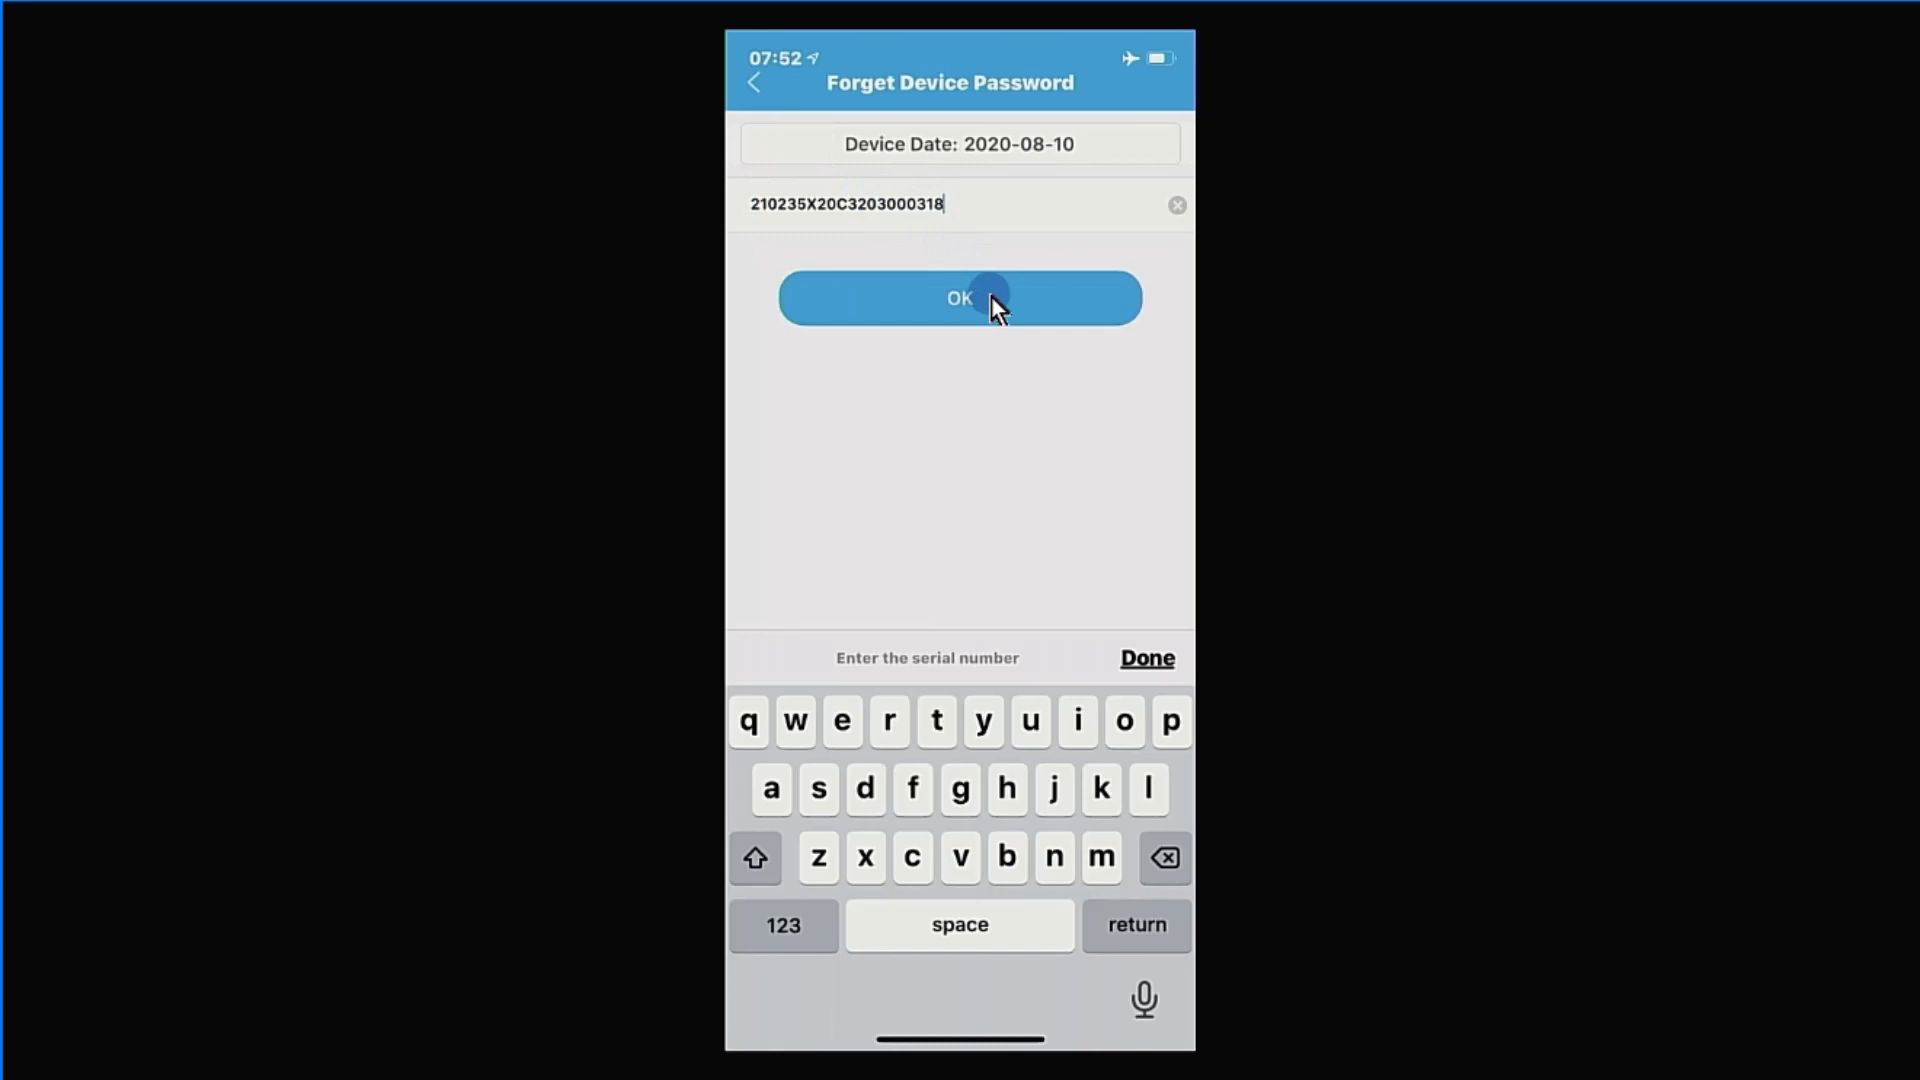 07:52
Forget Device Password
Device Date: 2020-08-10
210235X20C3203000318
OK
Enter the serial number Done
q w e r t y u i o p
a s d f g h j k l
z x c v b n m
123 space return